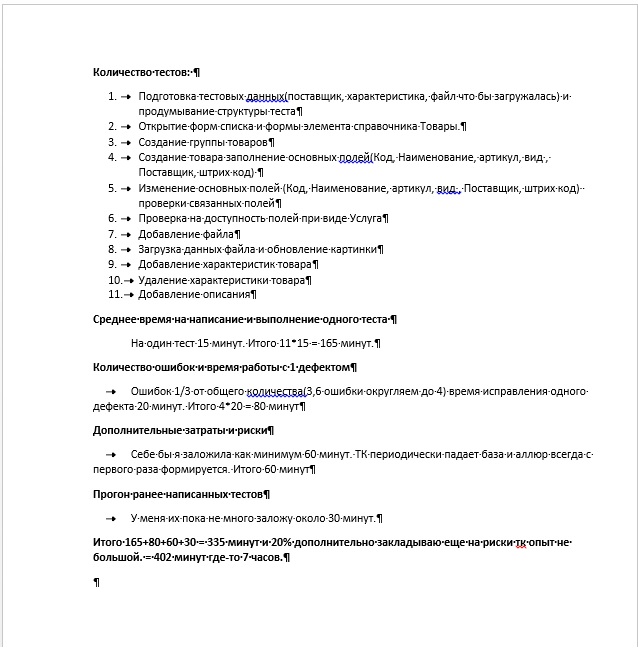 Количество тестов: ¶
1. → Подготовка тестовых данных(поставщик, характеристика, файл что бы загружалась) и
продумывание структуры теста¶
2. → Открытие форм списка и формы элемента справочника Товары.¶
3. → Создание группы товаров¶
4. → Создание товара заполнение основных полей(Код, Наименование, артикул, вид ,
Поставщик, штрих код) ¶
5. → Изменение основных полей (Код, Наименование, артикул, вид , Поставщик, штрих код)
проверки связанных полей¶
6. → Проверка на доступность полей при виде Услуга¶
7. → Добавление файла¶
8. → Загрузка данных файла и обновление картинки¶
9. → Добавление характеристик товара¶
10. → Удаление характеристики товара¶
11. → Добавление описания¶
Среднее время на написание и выполнение одного теста¶
На один тест 15 минут. Итого 11*15 = 165 минут.¶
Количество ошибок и время работы с 1 дефектом¶
→ Ошибок 1/3 от общего количества(3,6 ошибки округляем до 4) время исправления одного
дефекта 20 минут. Итого 4*20 = 80 минут¶
Дополнительные затраты и риски¶
→ Себе бы я заложила как минимум 60 минут. ТК периодически падает база и аллюр всегда с
первого раза формируется. Итого 60 минут¶
Прогон ранее написанных тестов¶
→ У меня их пока не много заложу около 30 минут.¶
Итого 165+80+60+30 = 335 минут и 20% дополнительно закладываю еще на риски тк опыт не
большой. = 402 минут где-то 7 часов.¶
¶